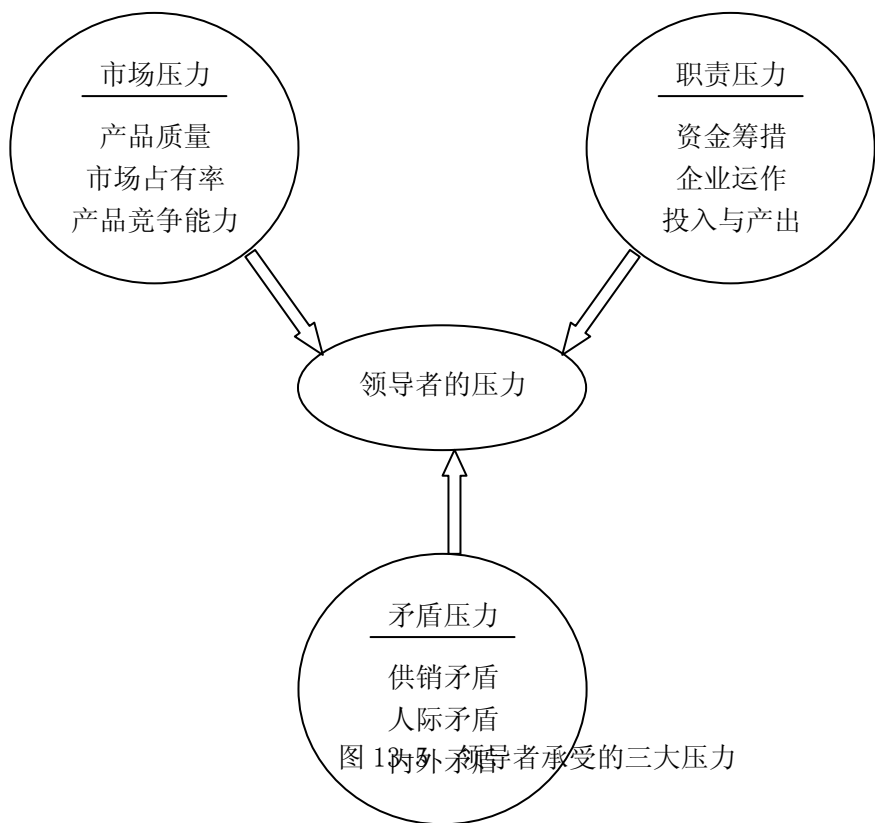 市场压力
产品质量
市场占有率
产品竞争能力
职责压力
资金筹措
企业运作
投入与产出
领导者的压力
矛盾压力
供销矛盾
人际矛盾
内外矛盾
图 13-5 领导者承受的三大压力